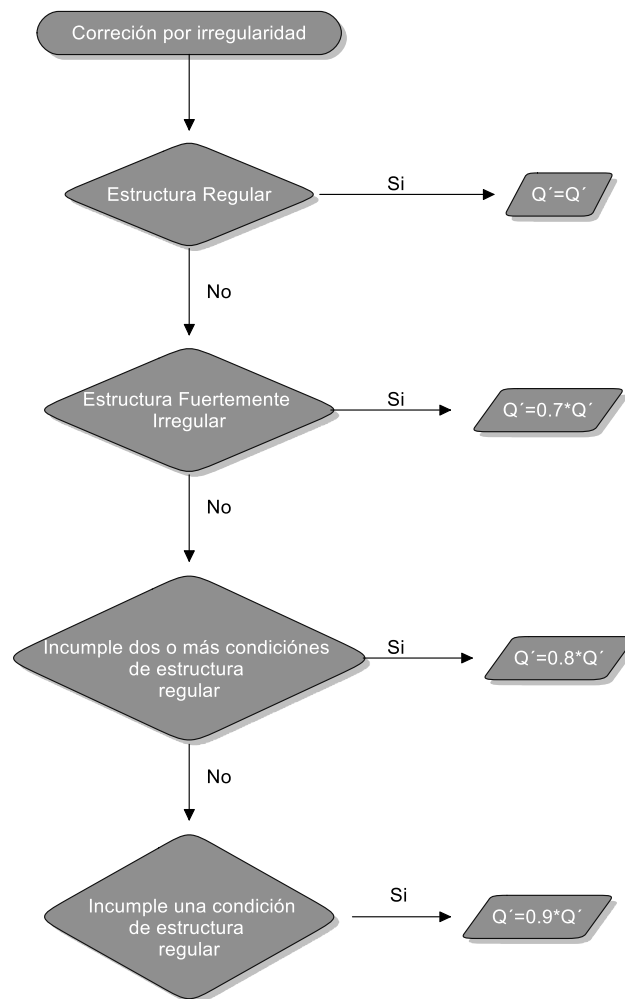 Correción por irregularidad
Estructura Regular
Si
Q´=Q´
No
Estructura Fuertemente
Irregular
Si
Q´=0.7*Q´
No
Incumple dos o más condiciónes
de estructura
regular
Si
Q´=0.8*Q´
No
Incumple una condición
de estructura
regular
Si
Q´=0.9*Q´